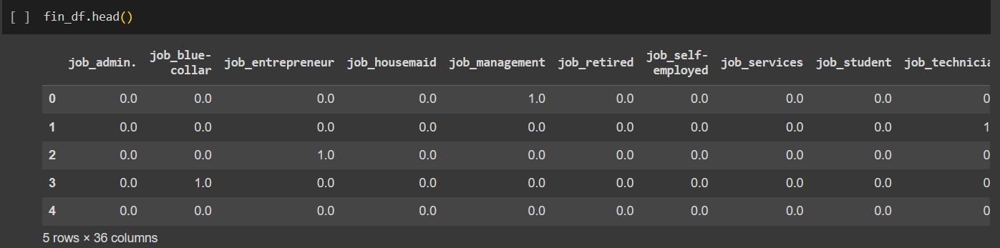 [ ] fin_df.head()
job_admin. job_blue-collar job_entrepreneur job_housemaid job_management job_retired job_self-employed job_services job_student job_technicia
0 0.0 0.0 0.0 0.0 1.0 0.0 0.0 0.0 0.0 0
1 0.0 0.0 0.0 0.0 0.0 0.0 0.0 0.0 0.0 1
2 0.0 0.0 1.0 0.0 0.0 0.0 0.0 0.0 0.0 0
3 0.0 1.0 0.0 0.0 0.0 0.0 0.0 0.0 0.0 0
4 0.0 0.0 0.0 0.0 0.0 0.0 0.0 0.0 0.0 0
5 rows × 36 columns